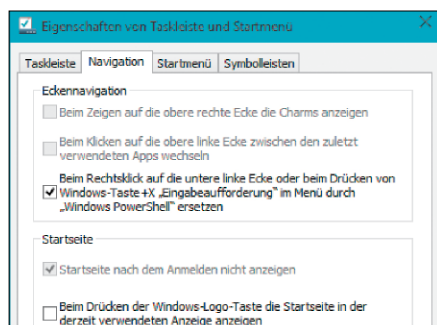 Eigenschaften von Taskleiste und Startmenü
Taskleiste Navigation Startmenü Symbolleisten
Eckennavigation
Beim Zeigen auf die obere rechte Ecke die Charms anzeigen
Beim Klicken auf die obere linke Ecke zwischen den zuletzt
verwendeten Apps wechseln
Beim Rechtsklick auf die untere linke Ecke oder beim Drücken von
Windows-Taste+X „Eingabeaufforderung" im Menü durch
„Windows PowerShell" ersetzen
Startseite
Startseite nach dem Anmelden nicht anzeigen
Beim Drücken der Windows-Logo-Taste die Startseite in der
derzeit verwendeten Anzeige anzeigen